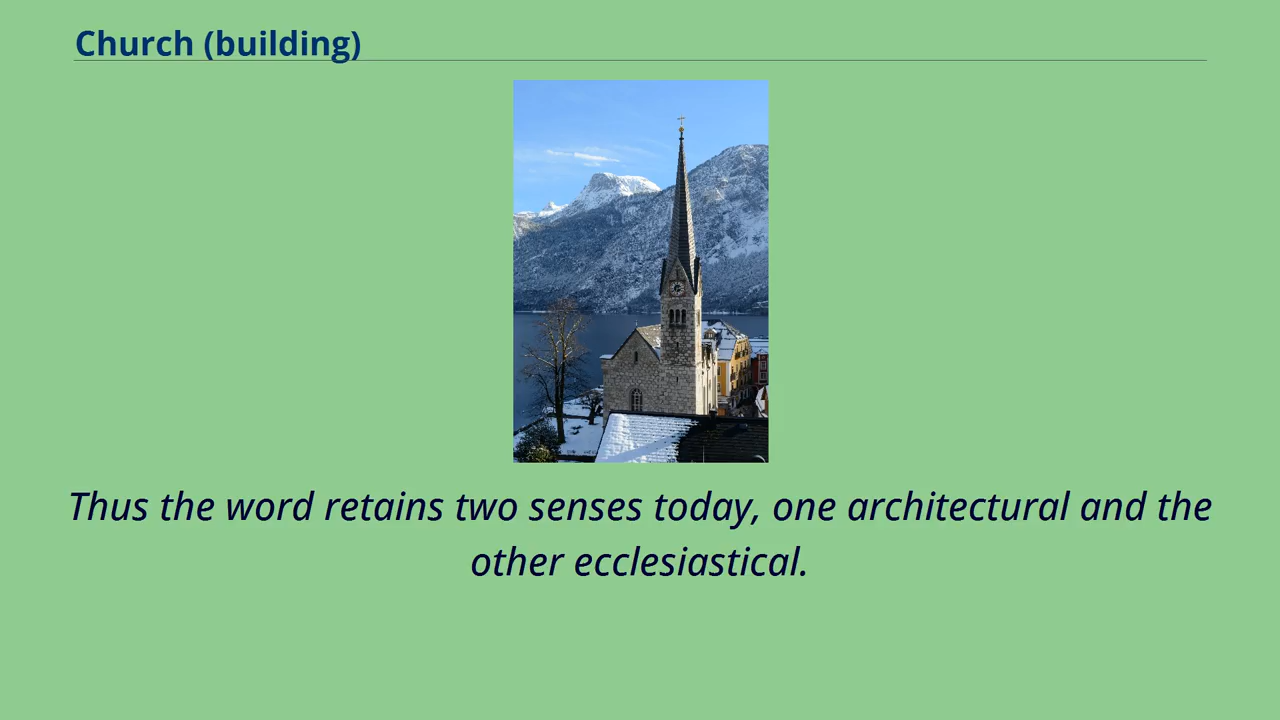 Church (building)
Thus the word retains two senses today, one architectural and the
other ecclesiastical.